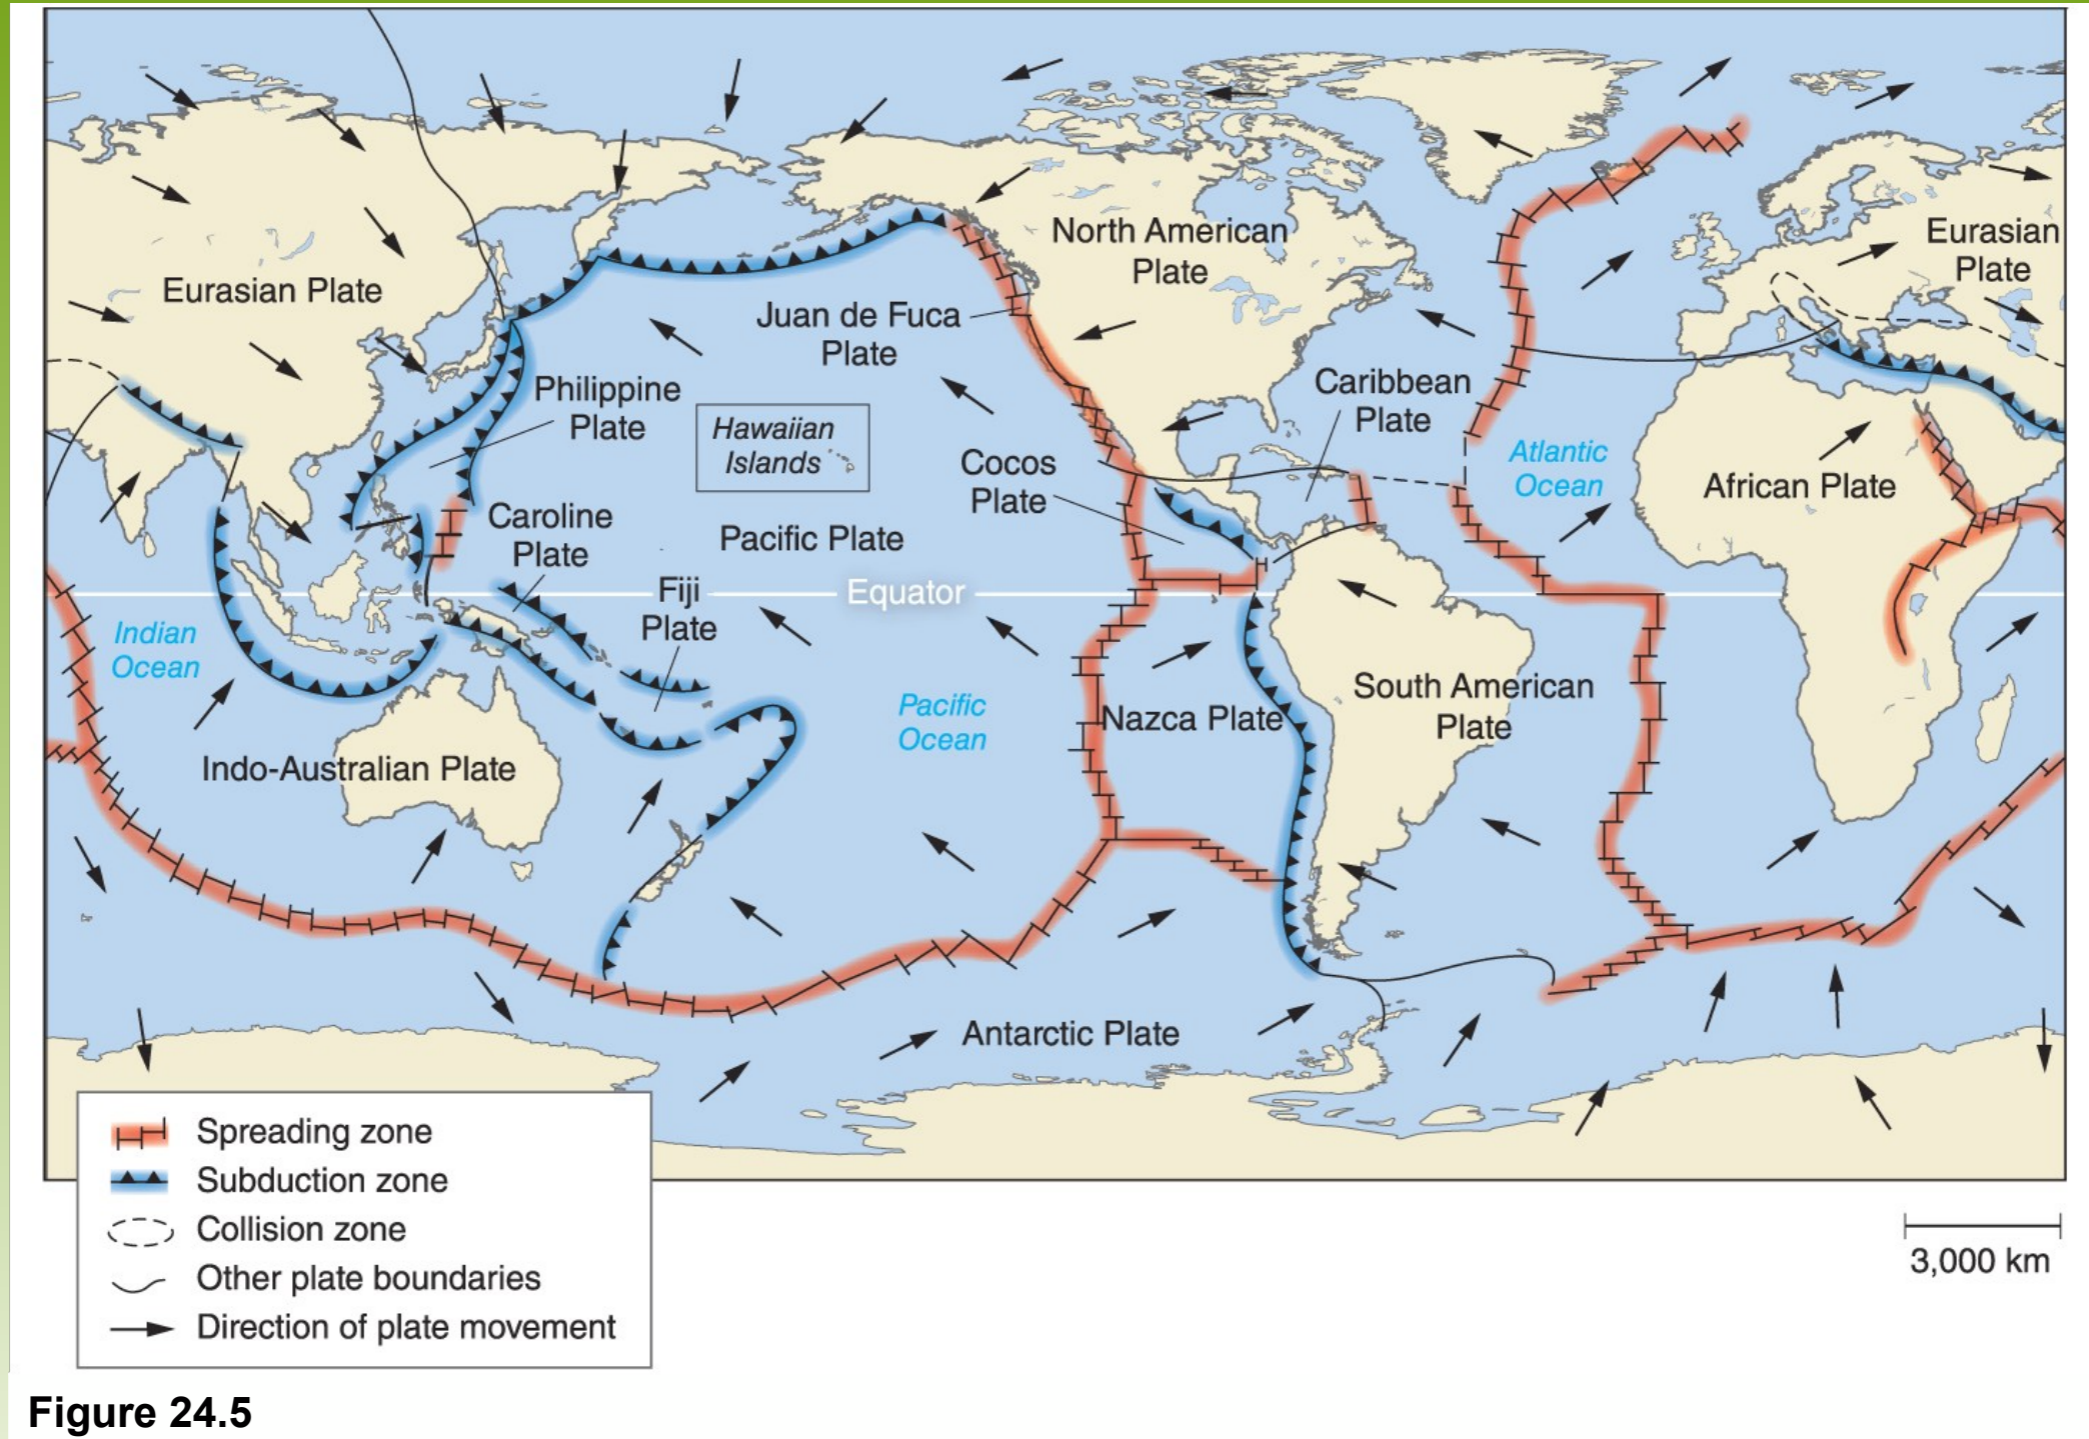 North American
Plate
Eurasian
Plate
Eurasian Plate
Juan de Fuca
Plate
Philippine
Plate
Caribbean
Plate
Hawaiian
Islands
Cocos
Plate
Atlantic
Ocean
African Plate
Caroline
Plate
Pacific Plate
Fiji
Plate
Equator
Indian
Ocean
Pacific
Ocean
Nazca Plate
South American
Plate
Indo-Australian Plate
Antarctic Plate
Spreading zone
Subduction zone
Collision zone
Other plate boundaries
Direction of plate movement
3,000 km
Figure 24.5